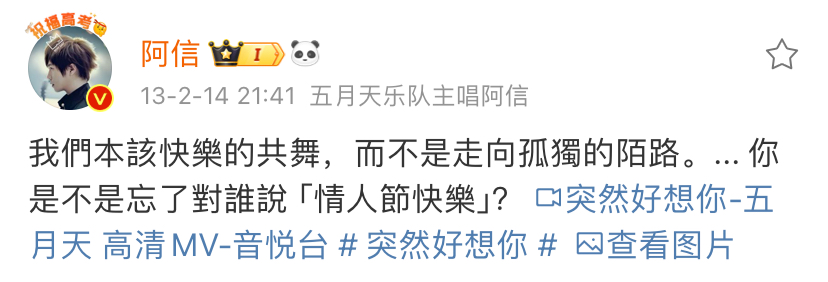 祝福高考
阿信 I
13-2-14 21:41 五月天乐队主唱阿信
我們本該快樂的共舞，而不是走向孤獨的陌路。... 你
是不是忘了對誰說「情人節快樂」？ 突然好想你-五
月天 高清MV-音悦台 # 突然好想你 # 查看图片